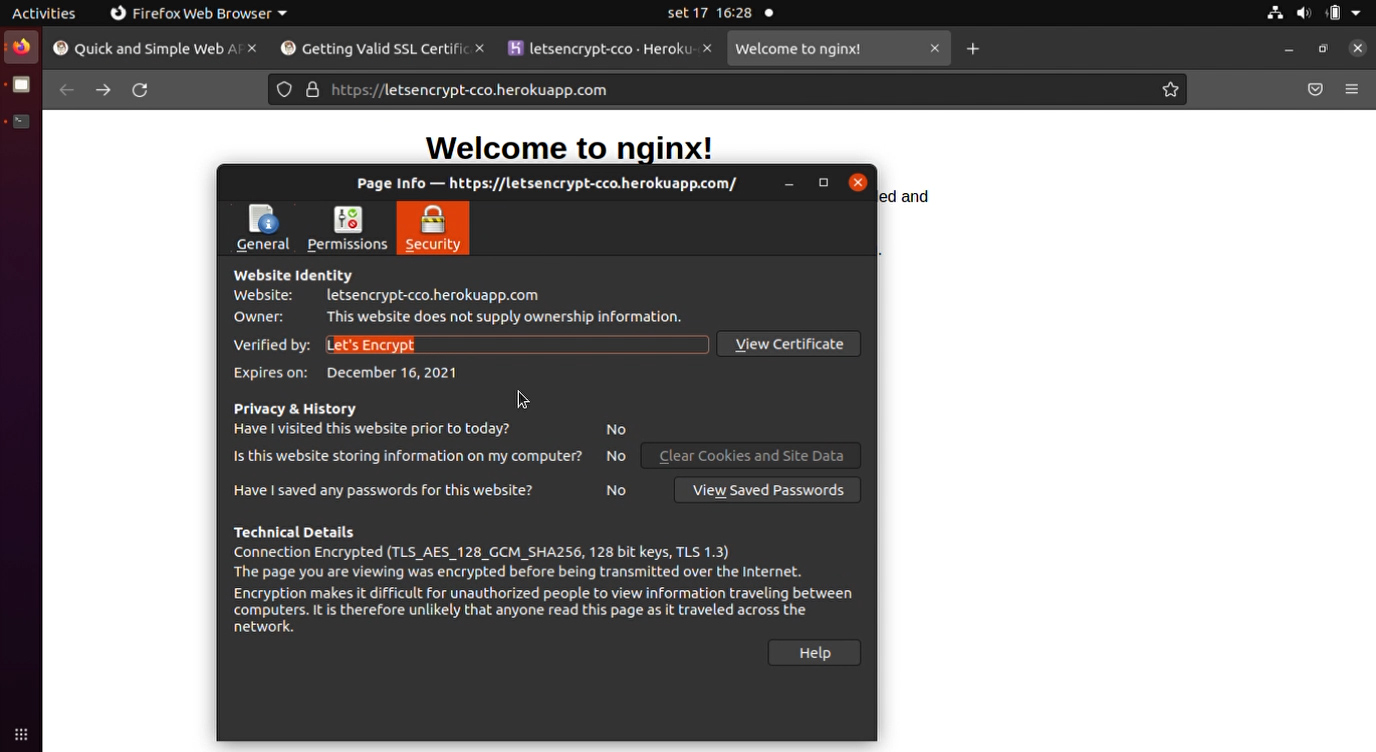 Activities Firefox Web Browser set 17 16:28
Quick and Simple Web AP Getting Valid SSL Certific letsencrypt-cco · Heroku- Welcome to nginx!
https://letsencrypt-cco.herokuapp.com
Welcome to nginx!
Page Info — https://letsencrypt-cco.herokuapp.com/
led and
General Permissions Security
.
Website Identity
Website: letsencrypt-cco.herokuapp.com
Owner: This website does not supply ownership information.
Verified by: Let's Encrypt View Certificate
Expires on: December 16, 2021
Privacy & History
Have I visited this website prior to today? No
Is this website storing information on my computer? No Clear Cookies and Site Data
Have I saved any passwords for this website? No View Saved Passwords
Technical Details
Connection Encrypted (TLS_AES_128_GCM_SHA256, 128 bit keys, TLS 1.3)
The page you are viewing was encrypted before being transmitted over the Internet.
Encryption makes it difficult for unauthorized people to view information traveling between
computers. It is therefore unlikely that anyone read this page as it traveled across the
network.
Help